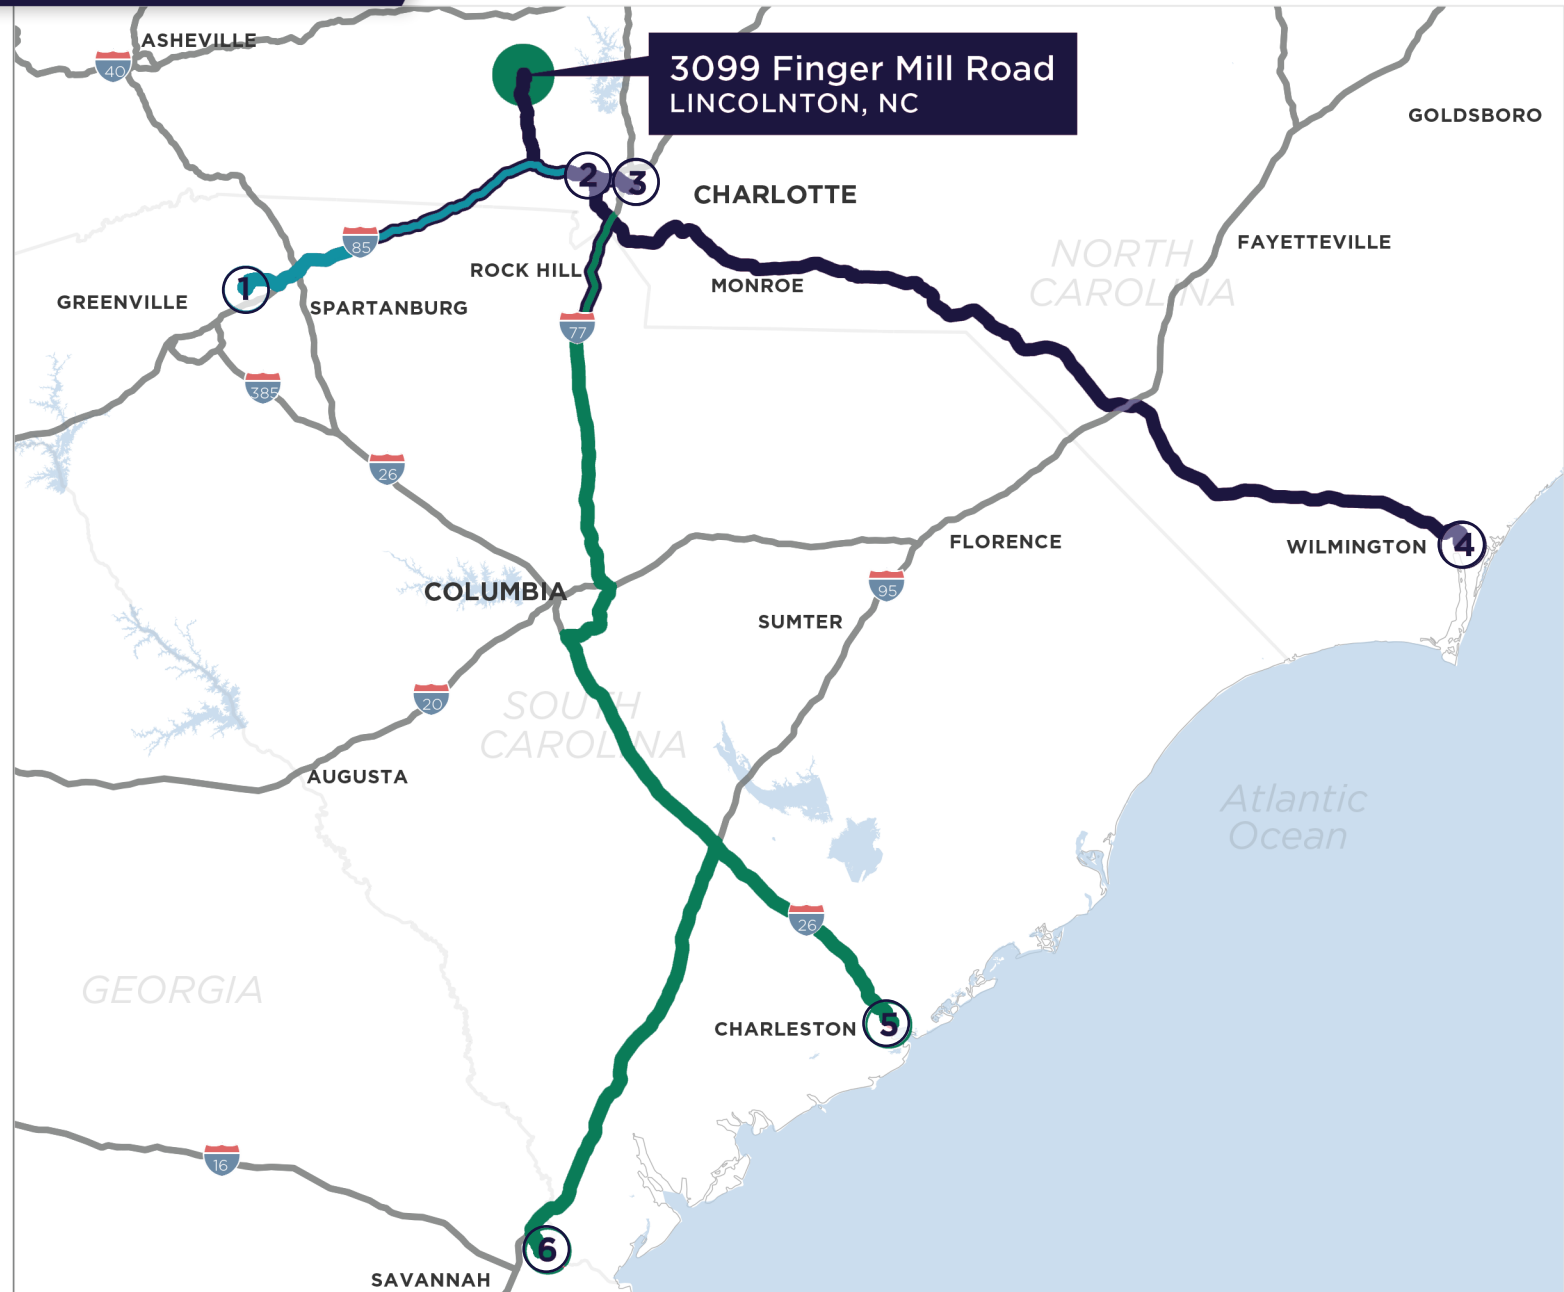 ASHEVILLE
40
3099 Finger Mill Road
LINCOLNTON, NC
GOLDSBORO
2
3
CHARLOTTE
85
FAYETTEVILLE
NORTH
CAROLINA
ROCK HILL
MONROE
1
GREENVILLE
SPARTANBURG
77
385
26
FLORENCE
WILMINGTON
4
COLUMBIA
95
SUMTER
20
SOUTH
CAROLINA
AUGUSTA
Atlantic
Ocean
26
GEORGIA
CHARLESTON
5
16
6
SAVANNAH